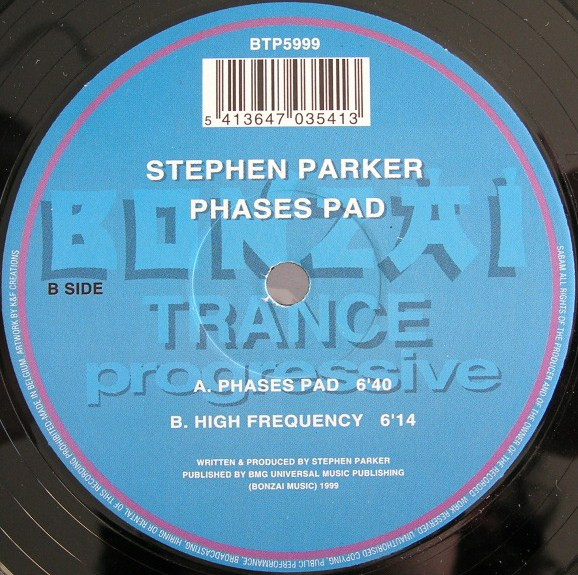 BTP5999
5 413647 035413
STEPHEN PARKER
PHASES PAD
BONZAI
B SIDE
TRANCE
progressive
A. PHASES PAD 6'40
B. HIGH FREQUENCY 6'14
WRITTEN & PRODUCED BY STEPHEN PARKER
PUBLISHED BY BMG UNIVERSAL MUSIC PUBLISHING
(BONZAI MUSIC) 1999
SABAM ALL RIGHTS OF THE PRODUCER AND OF THE OWNER OF THE RECORDED WORK RESERVED. UNAUTHORISED COPYING, PUBLIC PERFORMANCE, BROADCASTING, HIRING OR RENTAL OF THIS RECORDING PROHIBITED-MADE IN BELGIUM. ARTWORK BY K&F CREATIONS